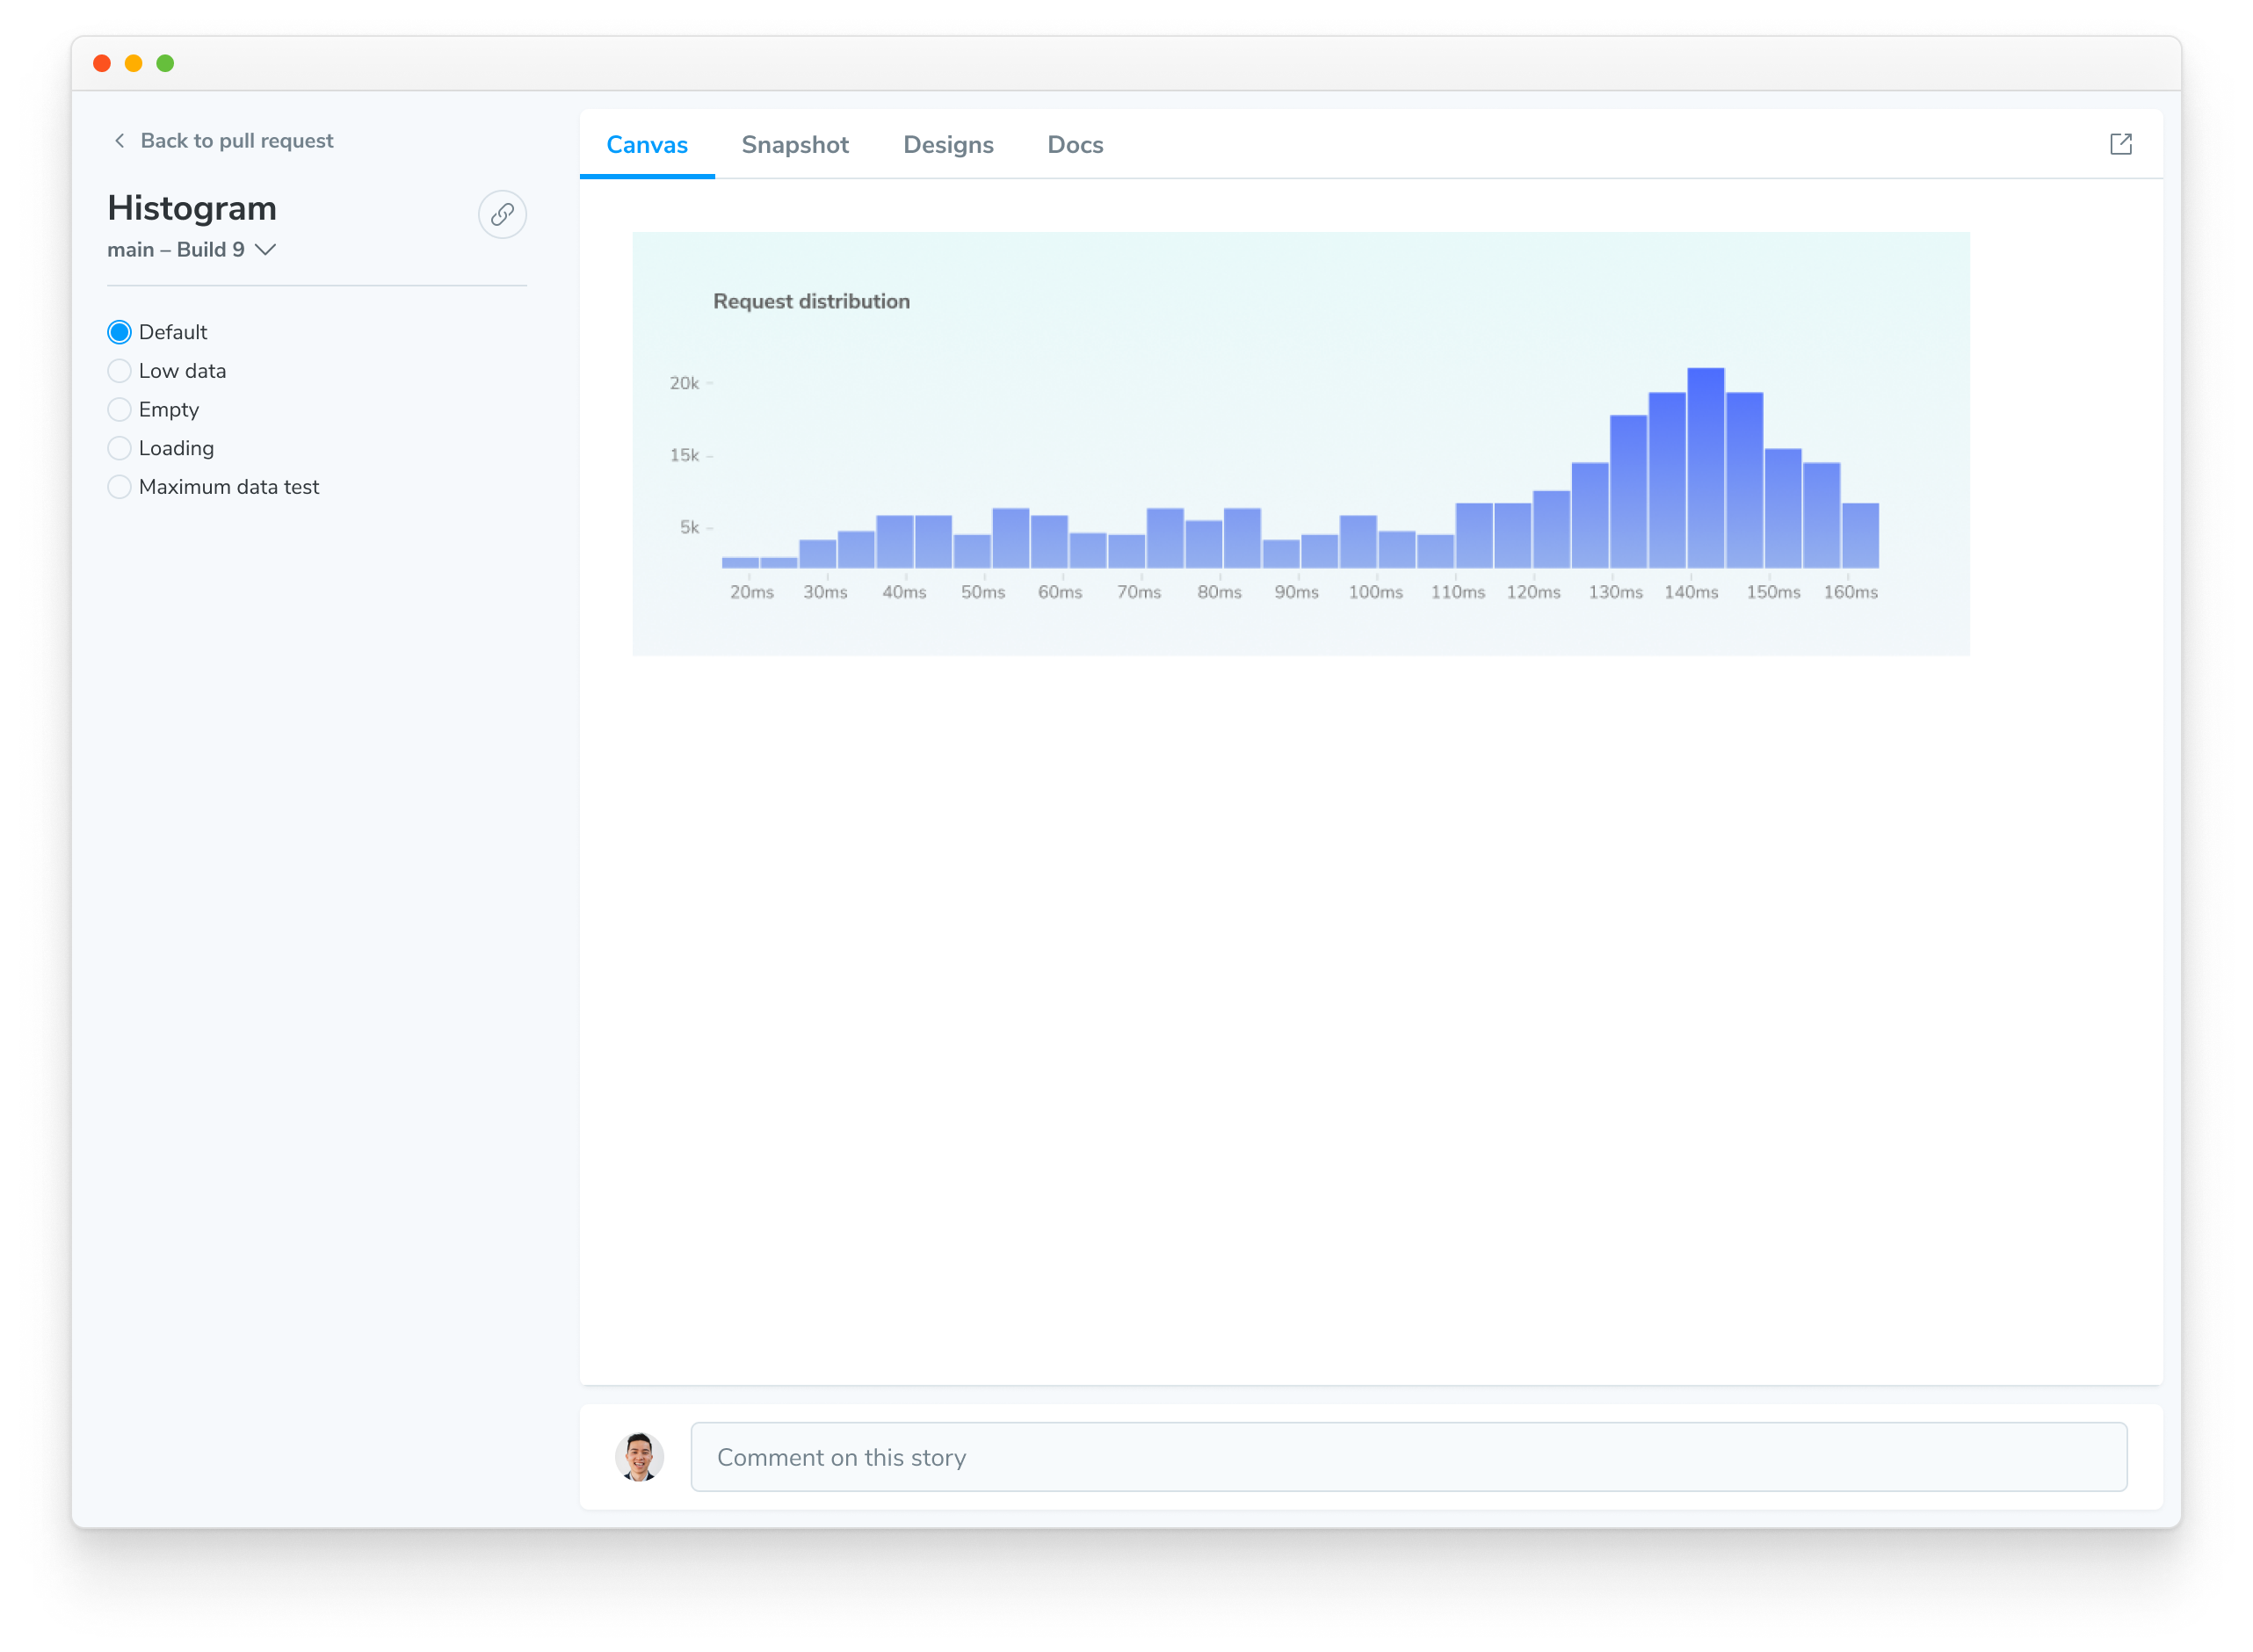 Back to pull request
Histogram
main – Build 9
Default
Low data
Empty
Loading
Maximum data test
Canvas Snapshot Designs Docs
Request distribution
20k
15k
5k
20ms 30ms 40ms 50ms 60ms 70ms 80ms 90ms 100ms 110ms 120ms 130ms 140ms 150ms 160ms
Comment on this story